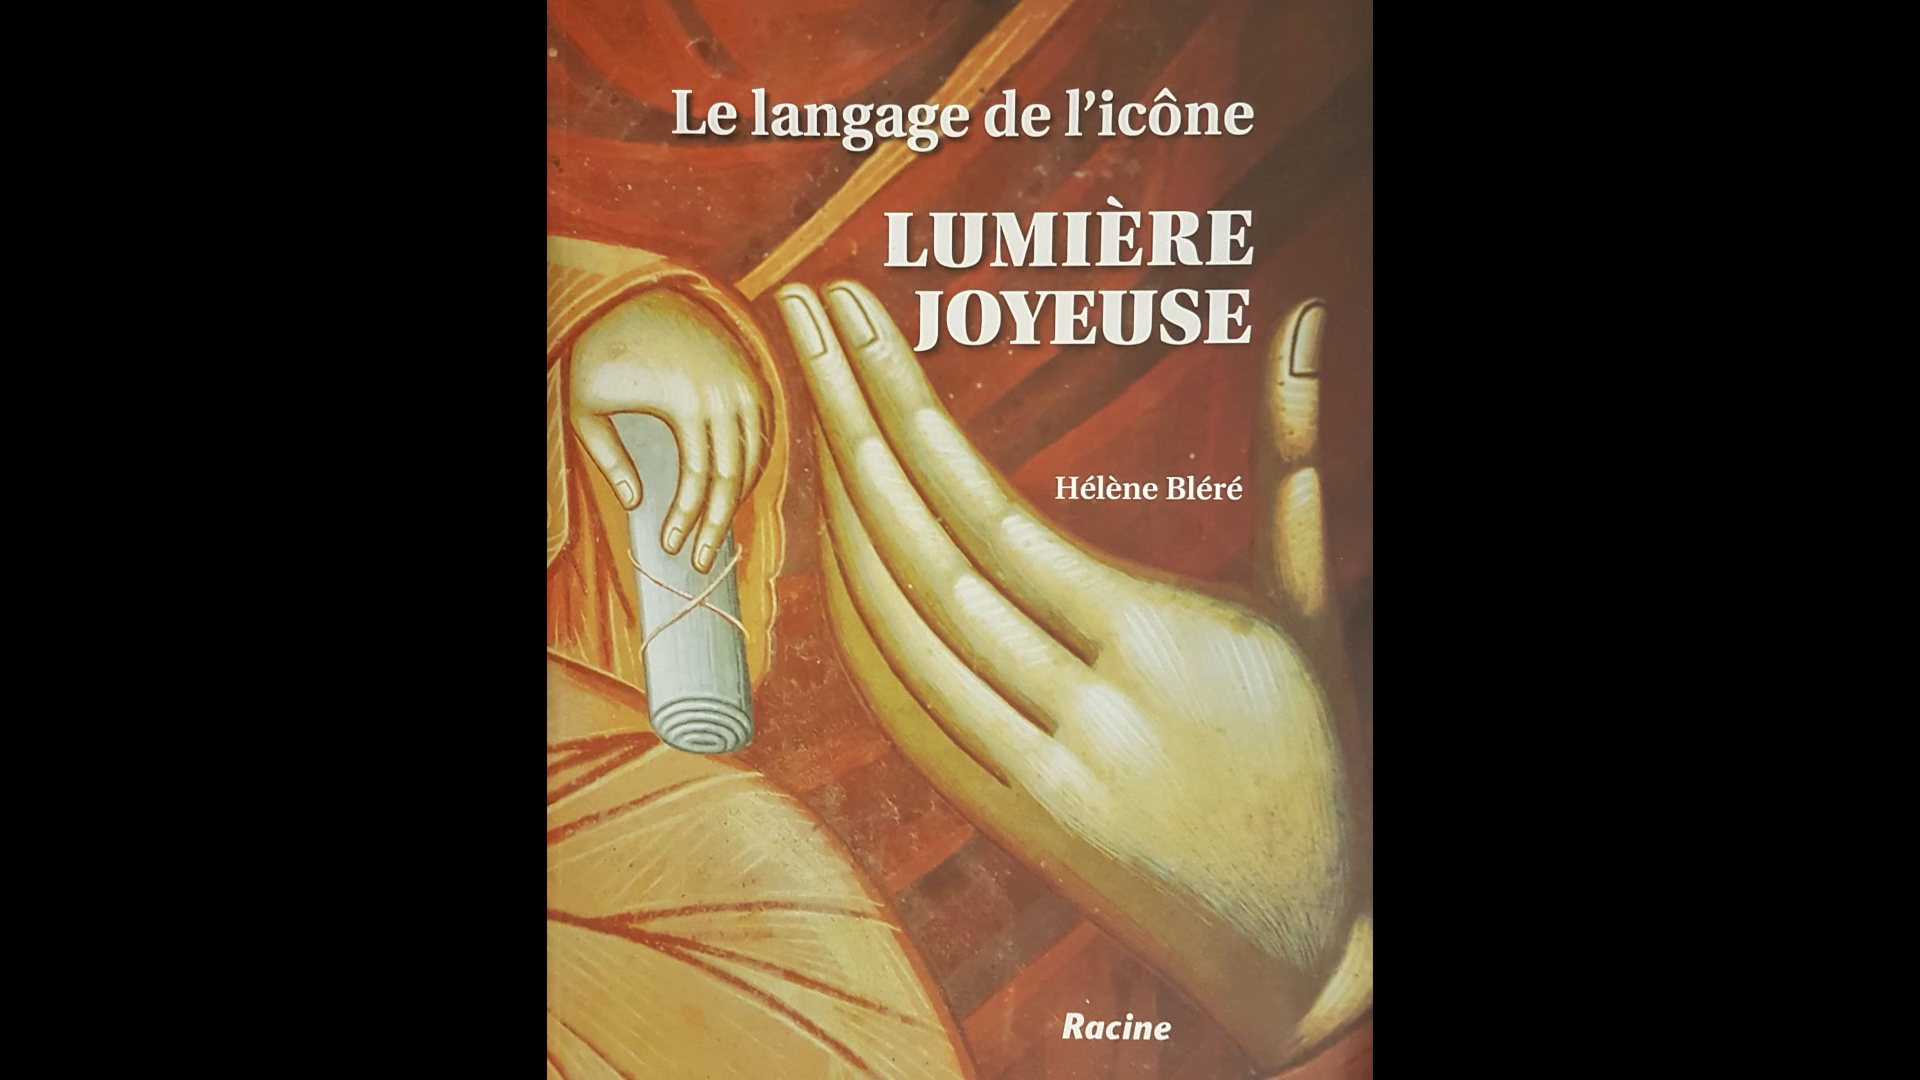 Le langage de l'icône
LUMIÈRE
JOYEUSE
Hélène Bléré
Racine